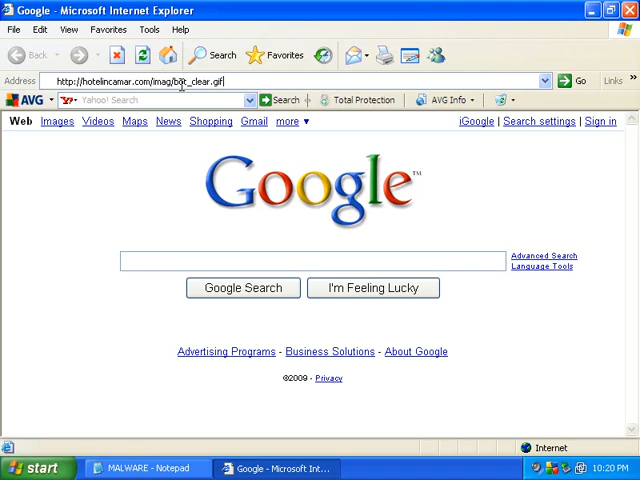 Google - Microsoft Internet Explorer
File Edit View Favorites Tools Help
Back Search Favorites
Address http://hotelincamar.com/imag/bot_clear.gif Go Links »
AVG Yahoo! Search Search Total Protection AVG Info
Web Images Videos Maps News Shopping Gmail more ▼ iGoogle | Search settings | Sign in
Google™
Advanced Search
Language Tools
Google Search I'm Feeling Lucky
Advertising Programs - Business Solutions - About Google
©2009 - Privacy
Internet
start MALWARE - Notepad Google - Microsoft Int... 10:20 PM